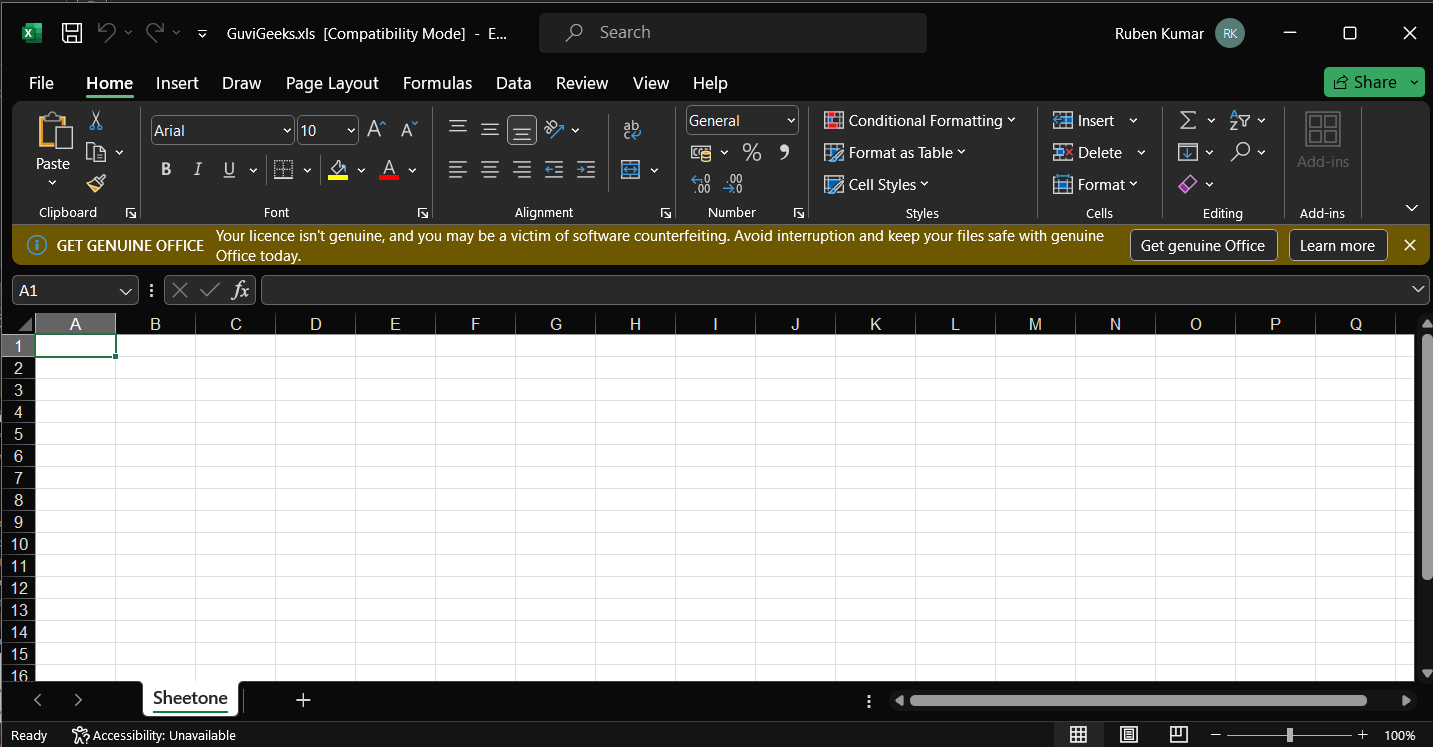 GuviGeeks.xls [Compatibility Mode] - E...
Search
Ruben Kumar RK
File Home Insert Draw Page Layout Formulas Data Review View Help
Share
Paste
Clipboard
Arial 10
B I U A
Font
ab
Alignment
General
% 9
.00 .00
Number
Conditional Formatting
Format as Table
Cell Styles
Styles
Insert
Delete
Format
Cells
Editing
Add-ins
Add-ins
GET GENUINE OFFICE
Your licence isn't genuine, and you may be a victim of software counterfeiting. Avoid interruption and keep your files safe with genuine
Office today.
Get genuine Office
Learn more
A1
fx
A B C D E F G H I J K L M N O P Q
1
2
3
4
5
6
7
8
9
10
11
12
13
14
15
16
Sheetone
Ready
Accessibility: Unavailable
100%